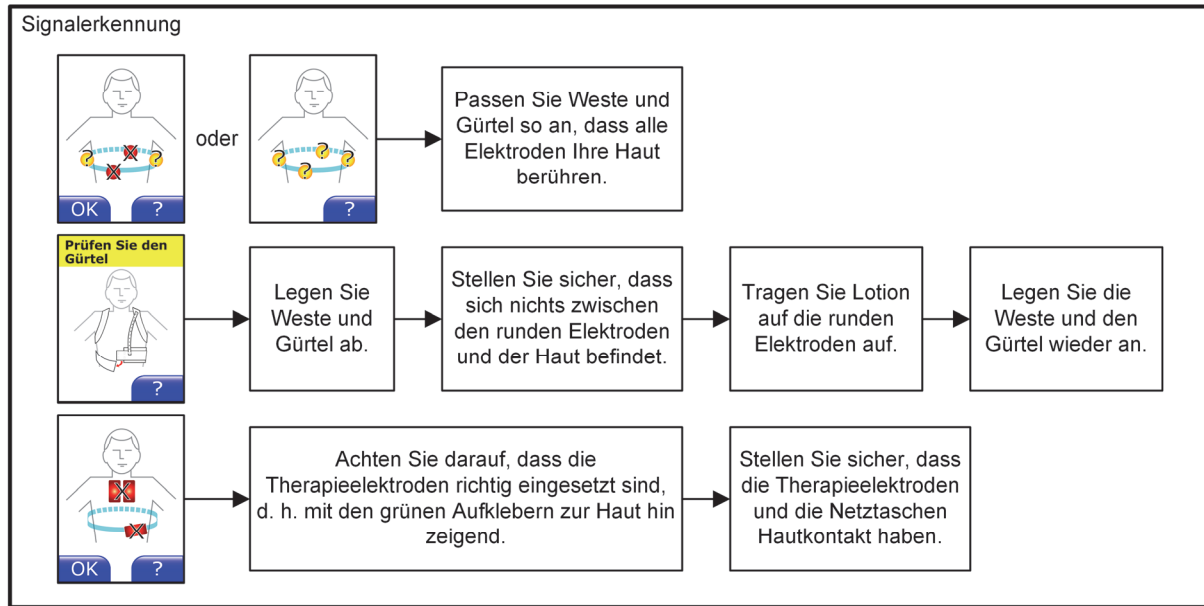 Signalerkennung
? ?
OK ?
oder
? ? ? ?
?
Passen Sie Weste und
Gürtel so an, dass alle
Elektroden Ihre Haut
berühren.
Prüfen Sie den
Gürtel
?
Legen Sie
Weste und
Gürtel ab.
Stellen Sie sicher, dass
sich nichts zwischen
den runden Elektroden
und der Haut befindet.
Tragen Sie Lotion
auf die runden
Elektroden auf.
Legen Sie die
Weste und den
Gürtel wieder an.
OK ?
Achten Sie darauf, dass die
Therapieelektroden richtig eingesetzt sind,
d. h. mit den grünen Aufklebern zur Haut hin
zeigend.
Stellen Sie sicher, dass
die Therapieelektroden
und die Netztaschen
Hautkontakt haben.